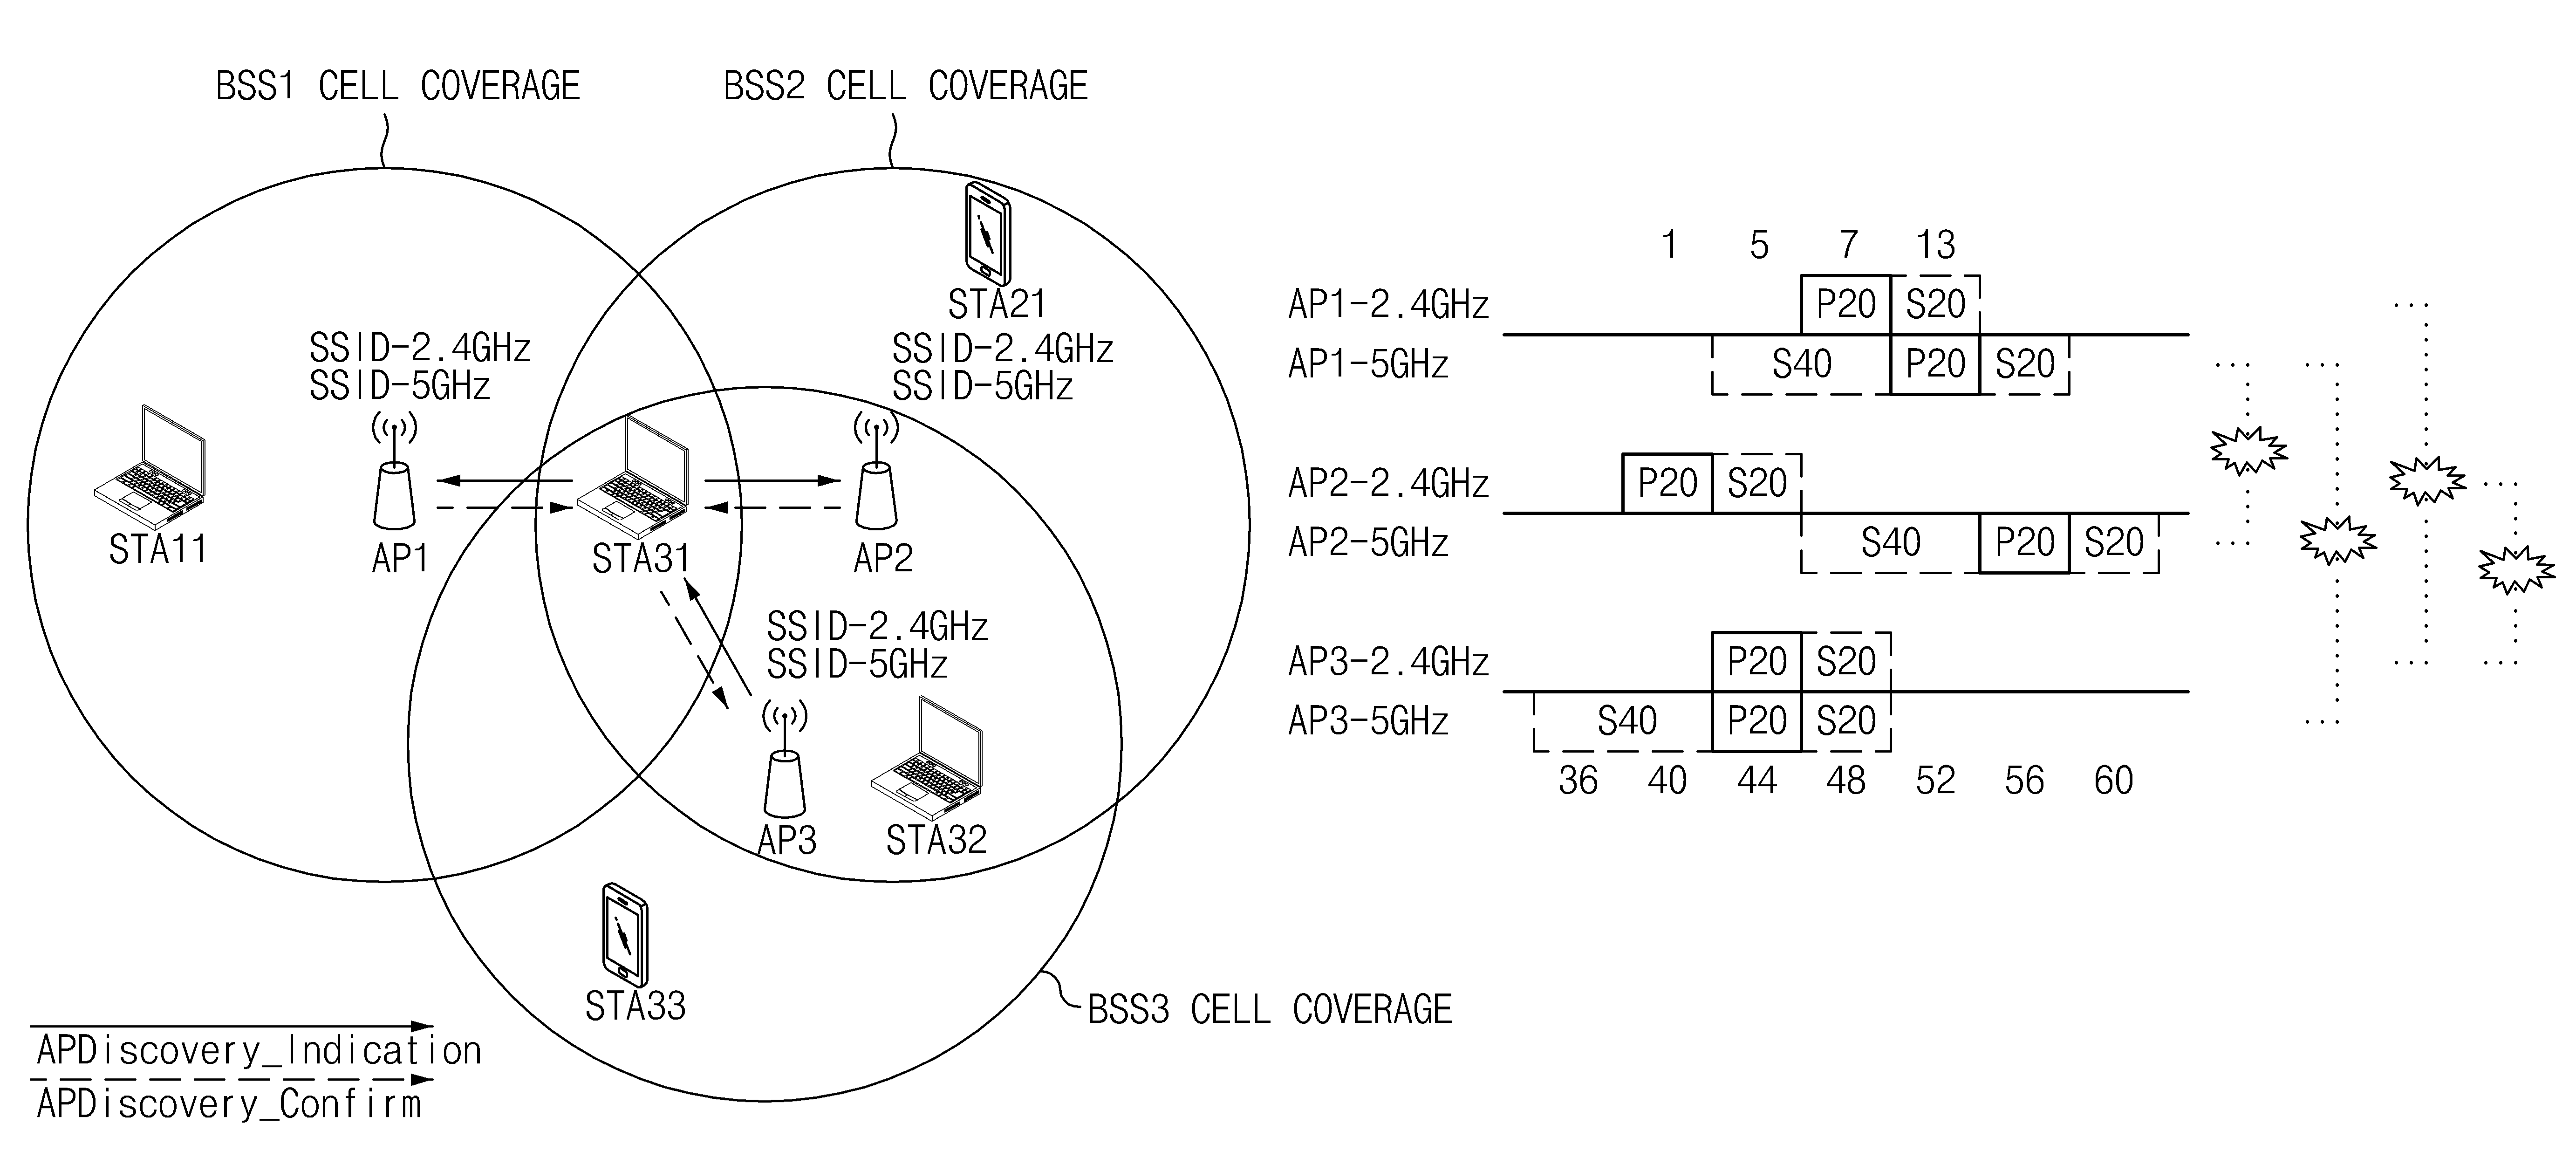 BSS1 CELL COVERAGE
BSS2 CELL COVERAGE
STA21
SSID-2.4GHz
SSID-5GHz
SSID-2.4GHz
SSID-5GHz
STA11
AP1
STA31
AP2
SSID-2.4GHz
SSID-5GHz
AP3
STA32
STA33
BSS3 CELL COVERAGE
APDiscovery_Indication
APDiscovery_Confirm
1 5 7 13
AP1-2.4GHz P20 S20
AP1-5GHz S40 P20 S20
AP2-2.4GHz P20 S20
AP2-5GHz S40 P20 S20
AP3-2.4GHz P20 S20
AP3-5GHz S40 P20 S20
36 40 44 48 52 56 60